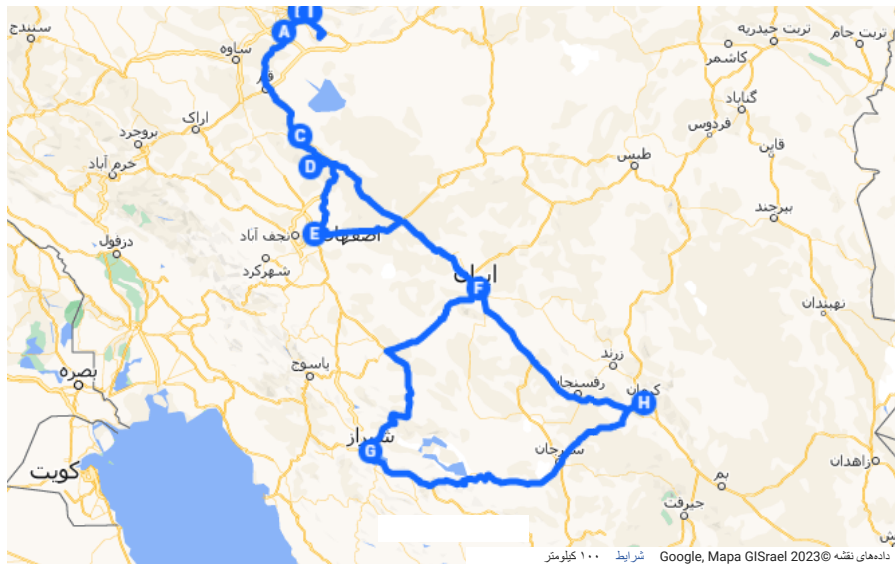 سنندج
ساوه
A
قم
تربت حیدریه
تربت جام
کاشمر
گناباد
اراک
بروجرد
C
فردوس
D
خرم آباد
طبس
قاین
بیرجند
نجف آباد
E
اصفهان
دزفول
شهرکرد
ایران
F
نهبندان
یاسوج
زرند
بصره
رفسنجان
کرمان
H
شیراز
G
سیرجان
زاهدان
کویت
بم
جیرفت
داده‌های نقشه ©2023 Google, Mapa GISrael شرایط ۱۰۰ کیلومتر